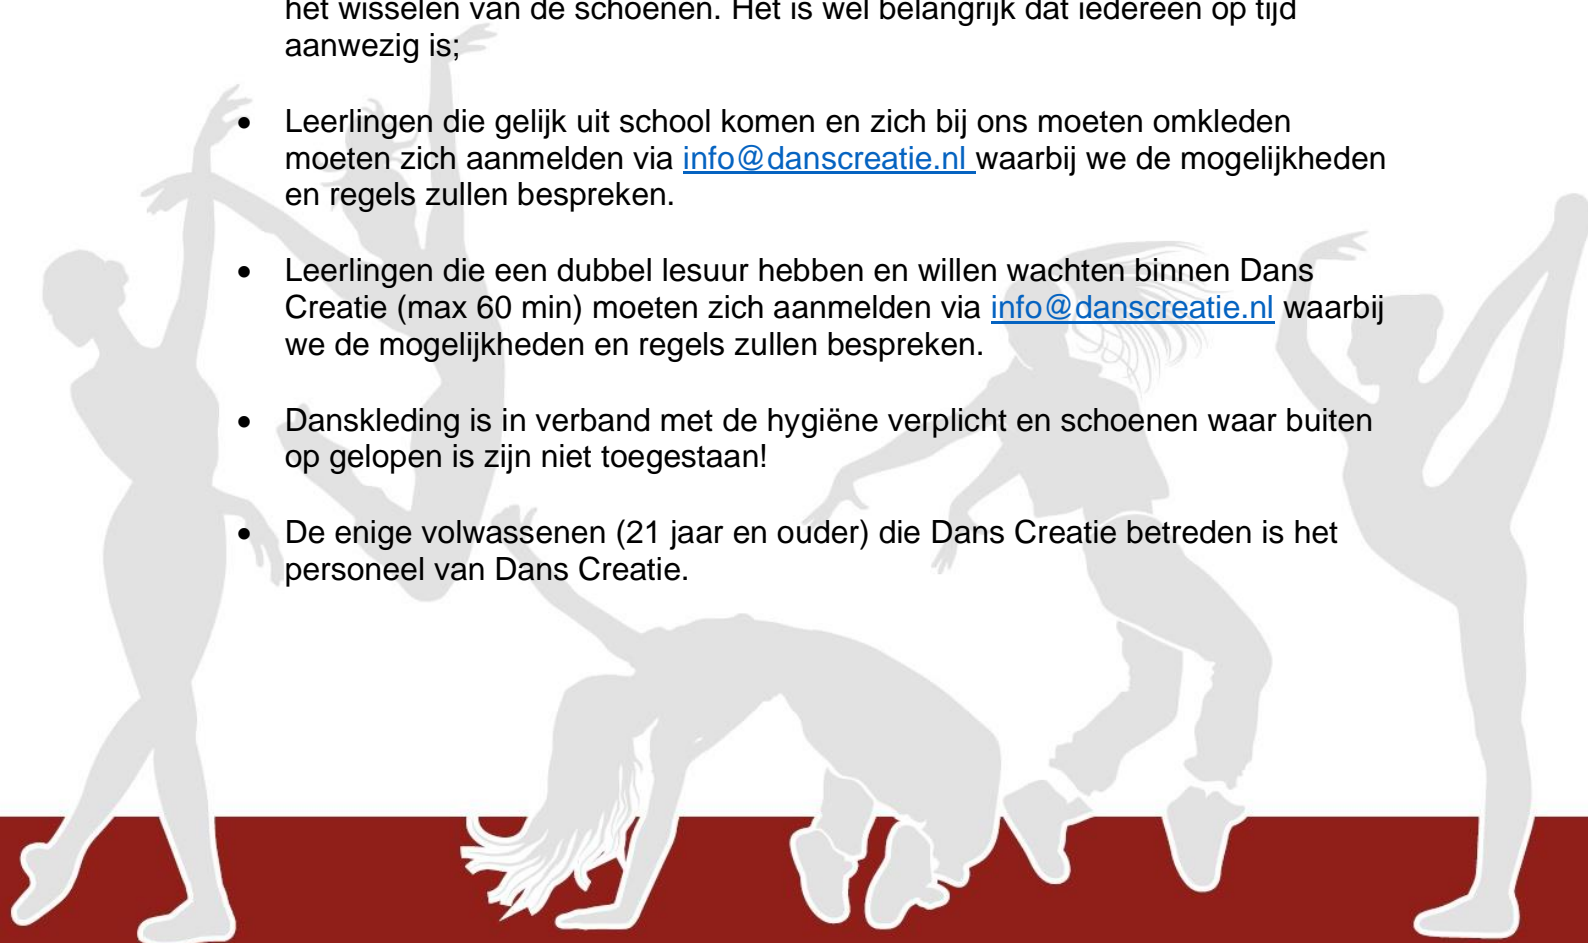 het wisselen van de schoenen. Het is wel belangrijk dat iedereen op tijd
aanwezig is;
• Leerlingen die gelijk uit school komen en zich bij ons moeten omkleden
moeten zich aanmelden via info@danscreatie.nl waarbij we de mogelijkheden
en regels zullen bespreken.
• Leerlingen die een dubbel lesuur hebben en willen wachten binnen Dans
Creatie (max 60 min) moeten zich aanmelden via info@danscreatie.nl waarbij
we de mogelijkheden en regels zullen bespreken.
• Danskleding is in verband met de hygiëne verplicht en schoenen waar buiten
op gelopen is zijn niet toegestaan!
• De enige volwassenen (21 jaar en ouder) die Dans Creatie betreden is het
personeel van Dans Creatie.